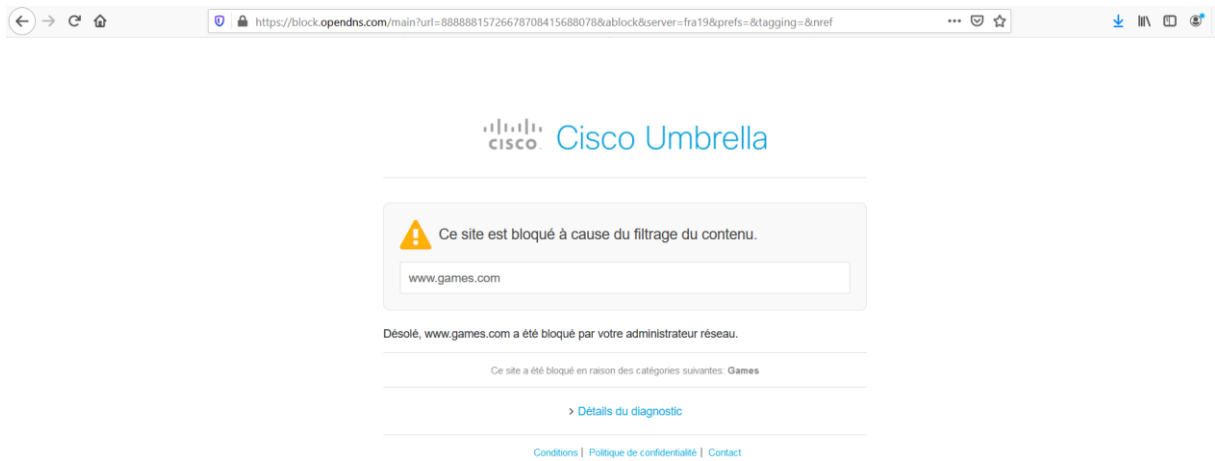 https://block.opendns.com/main?url=88888815726678708415688078&ablock&server=fra19&prefs=&tagging=&nref
cisco Cisco Umbrella
Ce site est bloqué à cause du filtrage du contenu.
www.games.com
Désolé, www.games.com a été bloqué par votre administrateur réseau.
Ce site a été bloqué en raison des catégories suivantes: Games
> Détails du diagnostic
Conditions | Politique de confidentialité | Contact